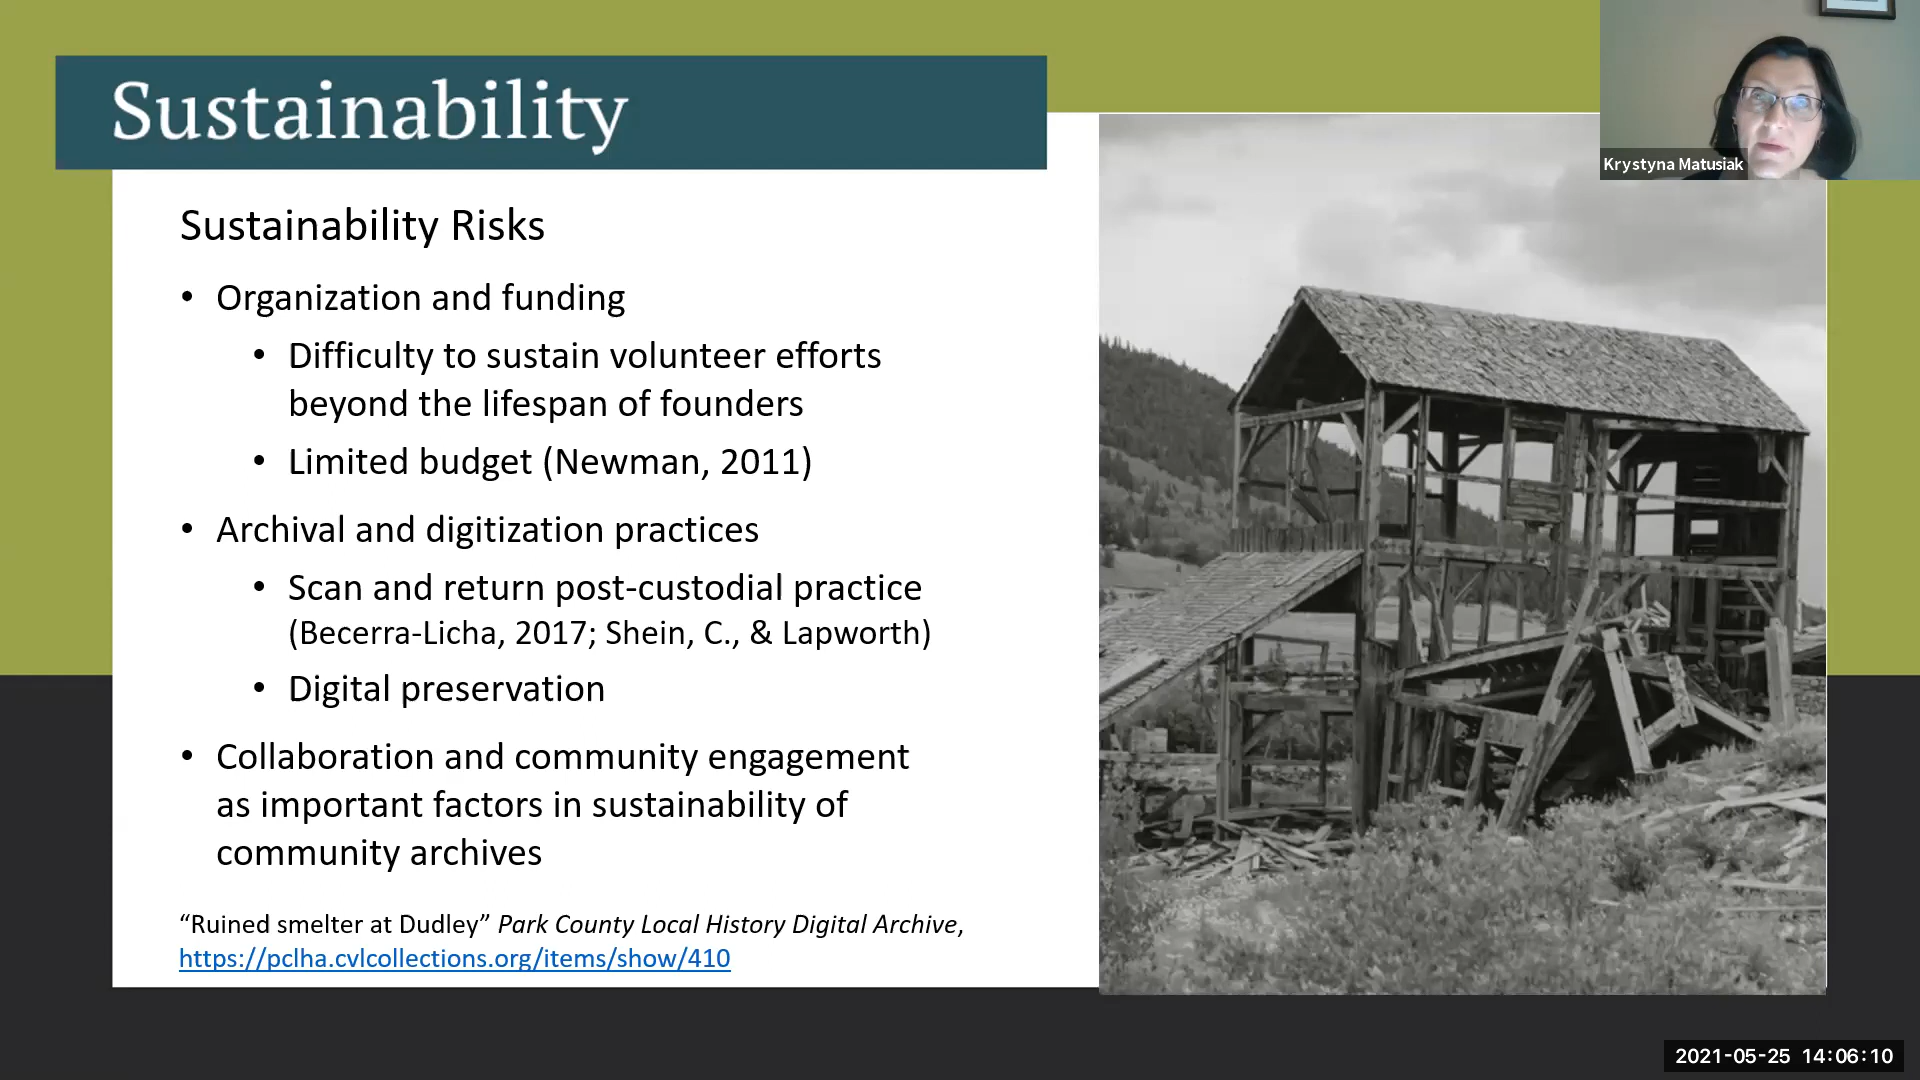 Sustainability
Krystyna Matusiak
Sustainability Risks
• Organization and funding
• Difficulty to sustain volunteer efforts
beyond the lifespan of founders
• Limited budget (Newman, 2011)
• Archival and digitization practices
• Scan and return post-custodial practice
(Becerra-Licha, 2017; Shein, C., & Lapworth)
• Digital preservation
• Collaboration and community engagement
as important factors in sustainability of
community archives
“Ruined smelter at Dudley” Park County Local History Digital Archive,
https://pclha.cvlcollections.org/items/show/410
2021-05-25 14:06:10